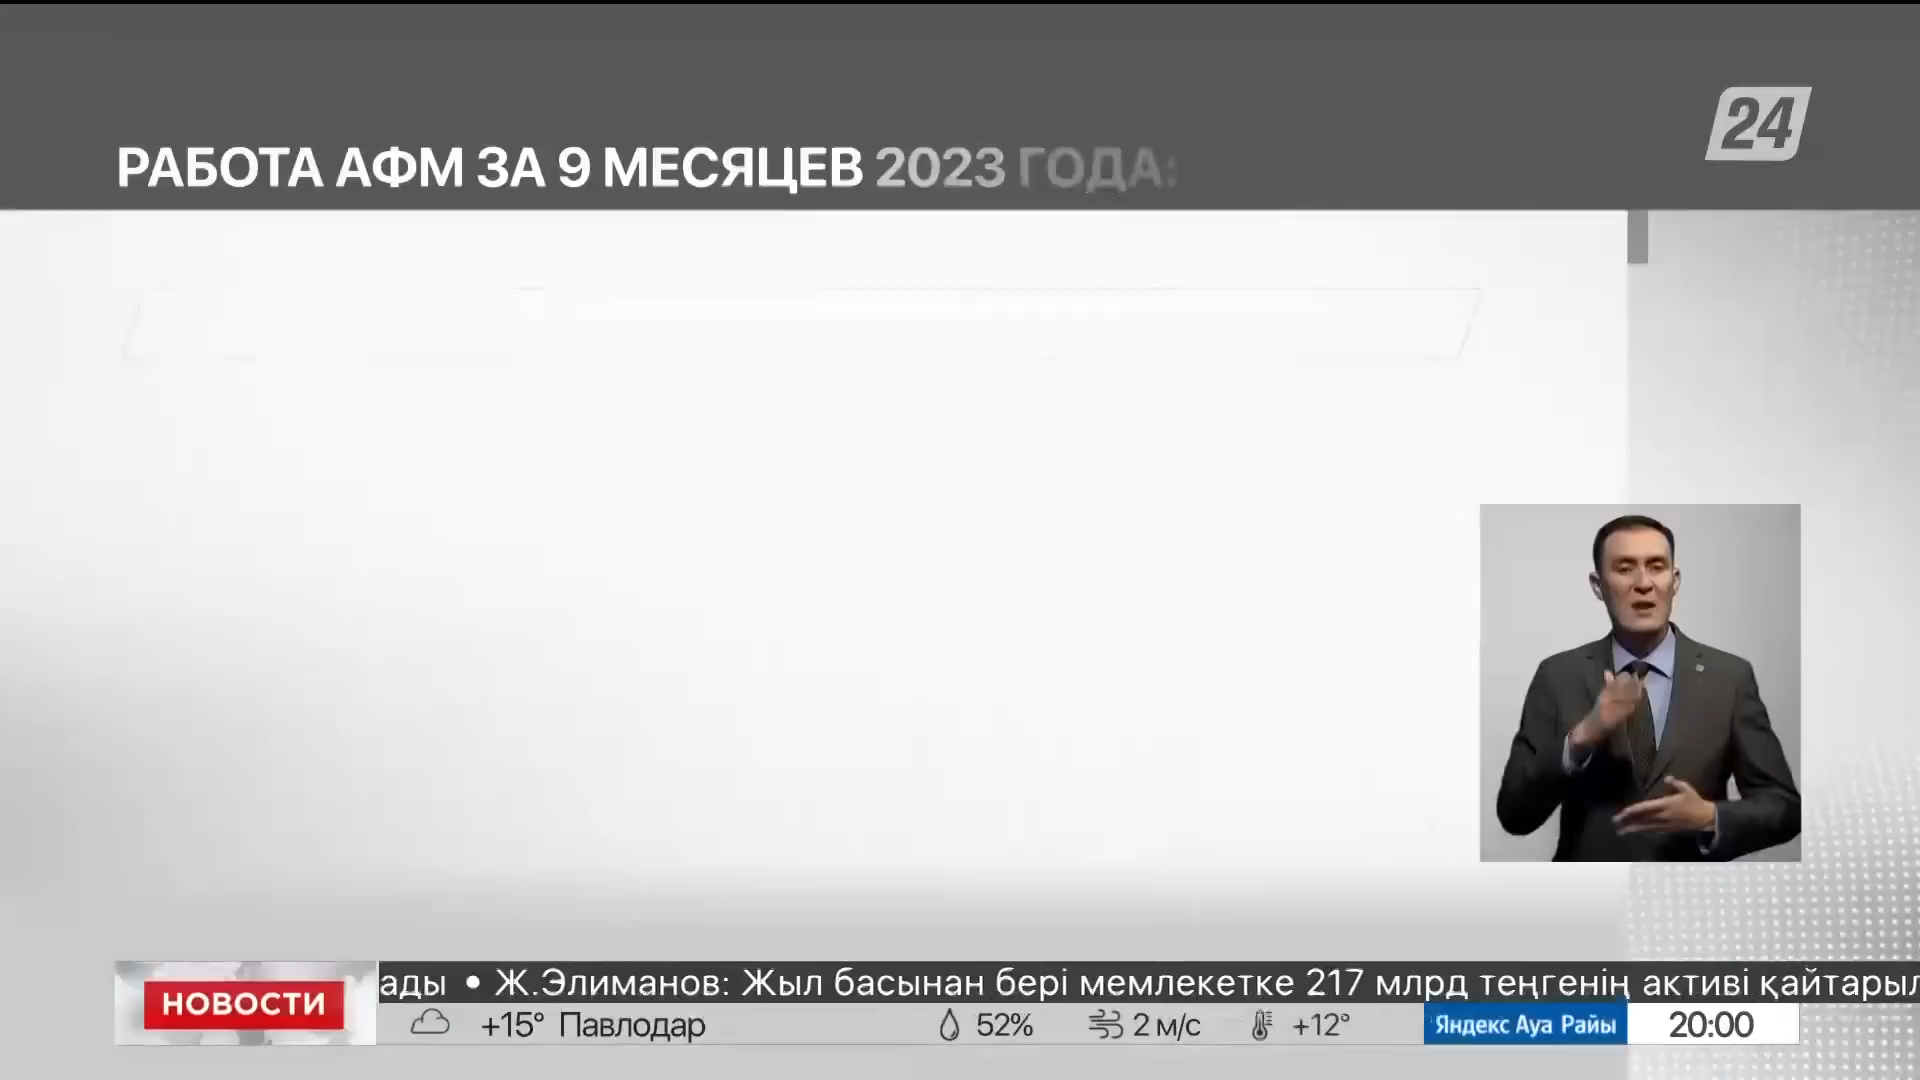 24
РАБОТА АФМ ЗА 9 МЕСЯЦЕВ 2023 ГОДА:
НОВОСТИ
ады • Ж.Элиманов: Жыл басынан бері мемлекетке 217 млрд теңгенің активі қайтарыл
+15° Павлодар 52% 2 м/с +12° Яндекс Ауа Райы 20:00